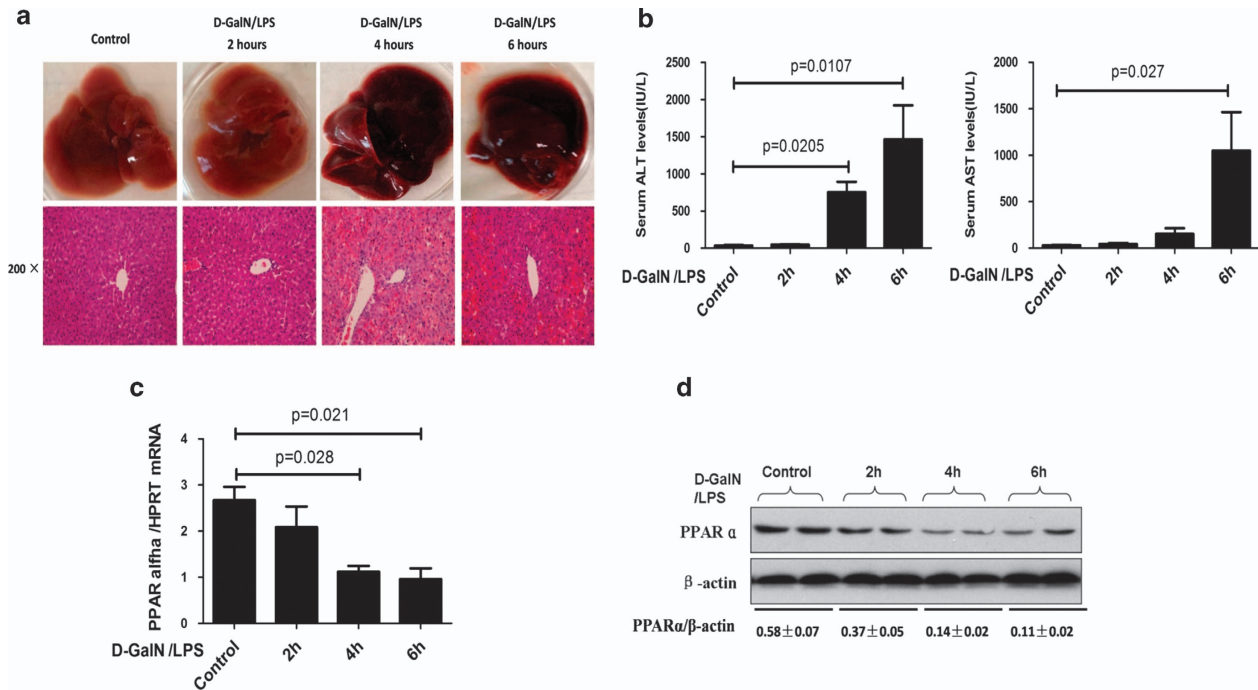 a
Control
D-GalN/LPS
2 hours
D-GalN/LPS
4 hours
D-GalN/LPS
6 hours
200 ×
b
Serum ALT levels(IU/L)
2500
2000
1500
1000
500
0
p=0.0107
p=0.0205
D-GalN /LPS
Control
2h
4h
6h
Serum AST levels(IU/L)
2000
1500
1000
500
0
p=0.027
D-GalN /LPS
Control
2h
4h
6h
c
PPAR alfha /HPRT mRNA
4
3
2
1
0
p=0.021
p=0.028
D-GalN /LPS
Control
2h
4h
6h
d
D-GalN
/LPS
Control
2h
4h
6h
PPAR α
β -actin
PPARα/β-actin
0.58±0.07
0.37±0.05
0.14±0.02
0.11±0.02